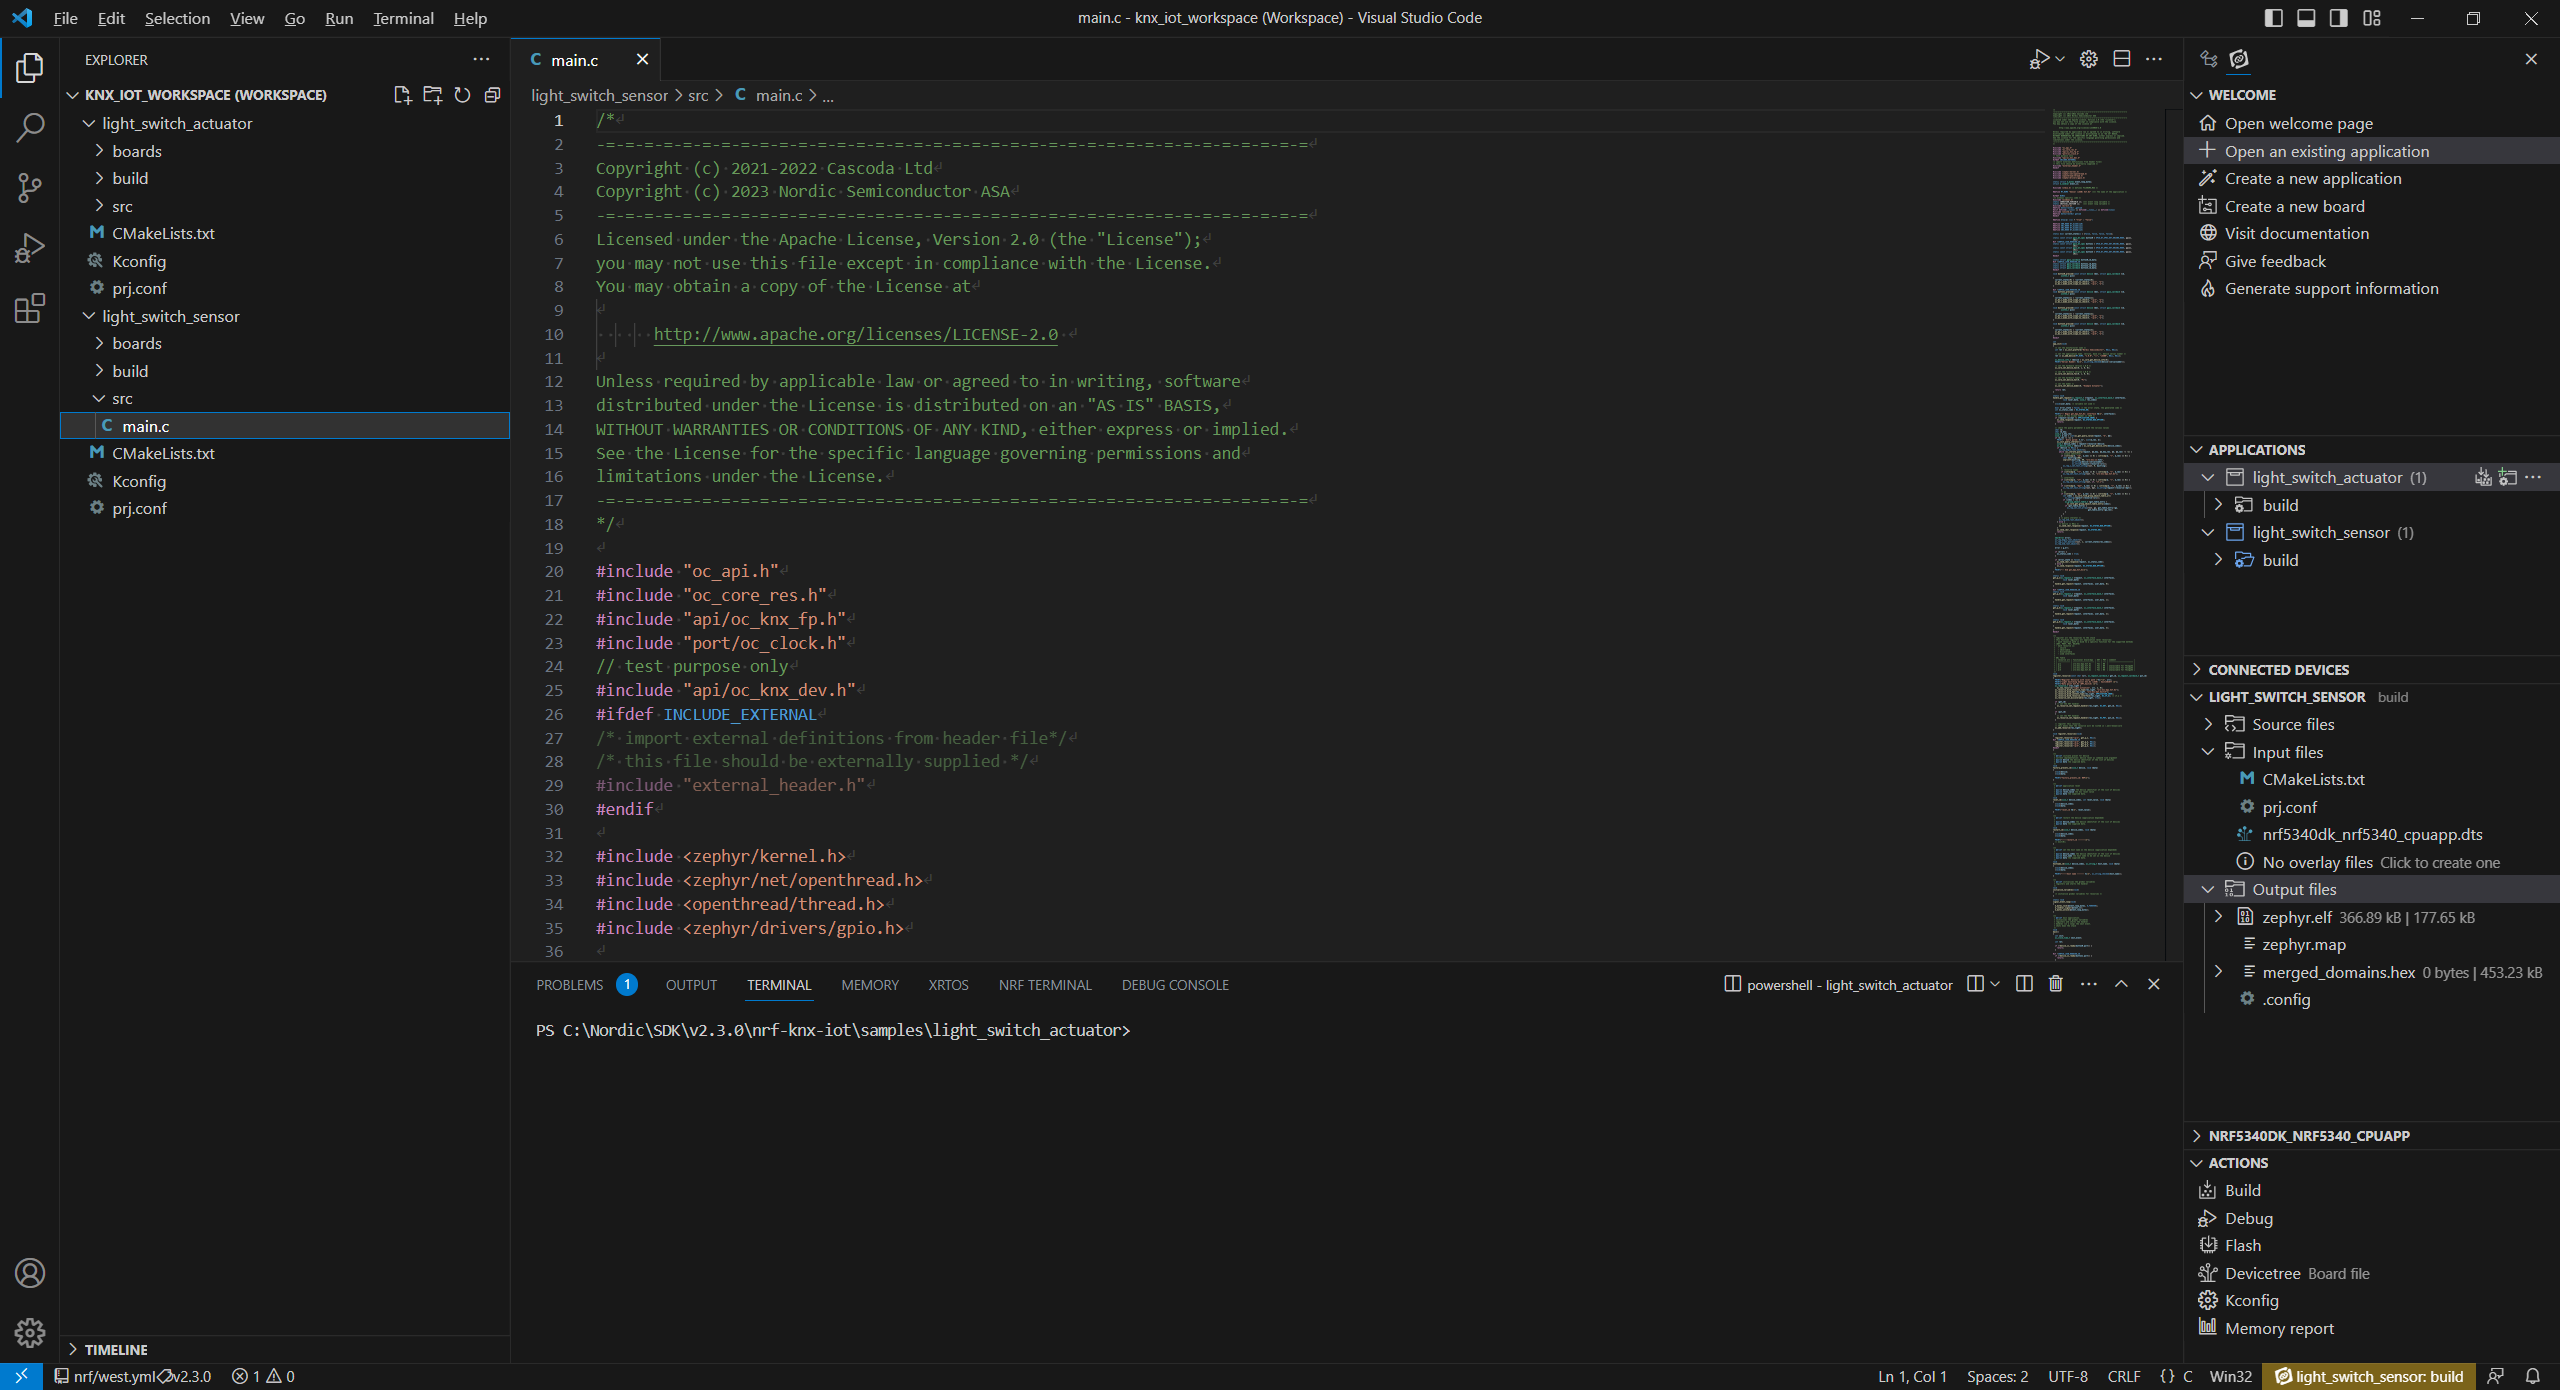 File Edit Selection View Go Run Terminal Help
main.c - knx_iot_workspace (Workspace) - Visual Studio Code
EXPLORER
KNX_IOT_WORKSPACE (WORKSPACE)
light_switch_actuator
boards
build
src
CMakeLists.txt
Kconfig
prj.conf
light_switch_sensor
boards
build
src
C main.c
CMakeLists.txt
Kconfig
prj.conf
TIMELINE
C main.c
light_switch_sensor > src > C main.c > ...
1 /*
2 -=-=-=-=-=-=-=-=-=-=-=-=-=-=-=-=-=-=-=-=-=-=-=-=-=-=-=-=-=-=-=-=-=-=-=-=-=
3 Copyright (c) 2021-2022 Cascoda Ltd
4 Copyright (c) 2023 Nordic Semiconductor ASA
5 -=-=-=-=-=-=-=-=-=-=-=-=-=-=-=-=-=-=-=-=-=-=-=-=-=-=-=-=-=-=-=-=-=-=-=-=-=
6 Licensed under the Apache License, Version 2.0 (the "License");
7 you may not use this file except in compliance with the License.
8 You may obtain a copy of the License at
9
10 http://www.apache.org/licenses/LICENSE-2.0
11
12 Unless required by applicable law or agreed to in writing, software
13 distributed under the License is distributed on an "AS IS" BASIS,
14 WITHOUT WARRANTIES OR CONDITIONS OF ANY KIND, either express or implied.
15 See the License for the specific language governing permissions and
16 limitations under the License.
17 -=-=-=-=-=-=-=-=-=-=-=-=-=-=-=-=-=-=-=-=-=-=-=-=-=-=-=-=-=-=-=-=-=-=-=-=-=
18 */
19
20 #include "oc_api.h"
21 #include "oc_core_res.h"
22 #include "api/oc_knx_fp.h"
23 #include "port/oc_clock.h"
24 // test purpose only
25 #include "api/oc_knx_dev.h"
26 #ifdef INCLUDE_EXTERNAL
27 /* import external definitions from header file*/
28 /* this file should be externally supplied */
29 #include "external_header.h"
30 #endif
31
32 #include <zephyr/kernel.h>
33 #include <zephyr/net/openthread.h>
34 #include <openthread/thread.h>
35 #include <zephyr/drivers/gpio.h>
36
PROBLEMS 1 OUTPUT TERMINAL MEMORY XRTOS NRF TERMINAL DEBUG CONSOLE
powershell - light_switch_actuator
PS C:\Nordic\SDK\v2.3.0\nrf-knx-iot\samples\light_switch_actuator>
WELCOME
Open welcome page
Open an existing application
Create a new application
Create a new board
Visit documentation
Give feedback
Generate support information
APPLICATIONS
light_switch_actuator (1)
build
light_switch_sensor (1)
build
CONNECTED DEVICES
LIGHT_SWITCH_SENSOR build
Source files
Input files
CMakeLists.txt
prj.conf
nrf5340dk_nrf5340_cpuapp.dts
No overlay files Click to create one
Output files
zephyr.elf 366.89 kB | 177.65 kB
zephyr.map
merged_domains.hex 0 bytes | 453.23 kB
.config
NRF5340DK_NRF5340_CPUAPP
ACTIONS
Build
Debug
Flash
Devicetree Board file
Kconfig
Memory report
nrf/west.yml v2.3.0 1 0
Ln 1, Col 1 Spaces: 2 UTF-8 CRLF {} C Win32 light_switch_sensor: build